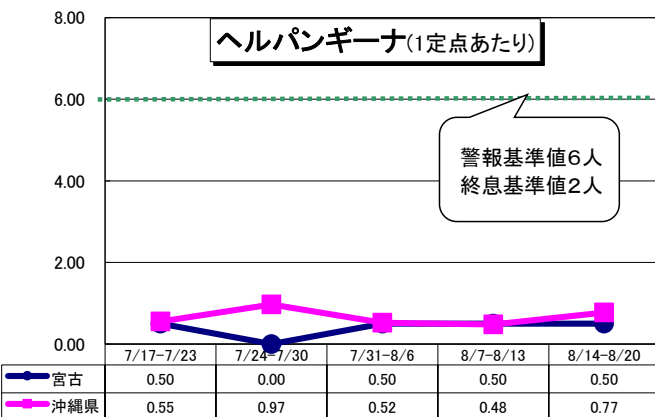 8.00
ヘルパンギーナ(1定点あたり)
6.00
警報基準値6人
終息基準値2人
4.00
2.00
0.00
7/17-7/23 7/24-7/30 7/31-8/6 8/7-8/13 8/14-8/20
宮古 0.50 0.00 0.50 0.50 0.50
沖縄県 0.55 0.97 0.52 0.48 0.77